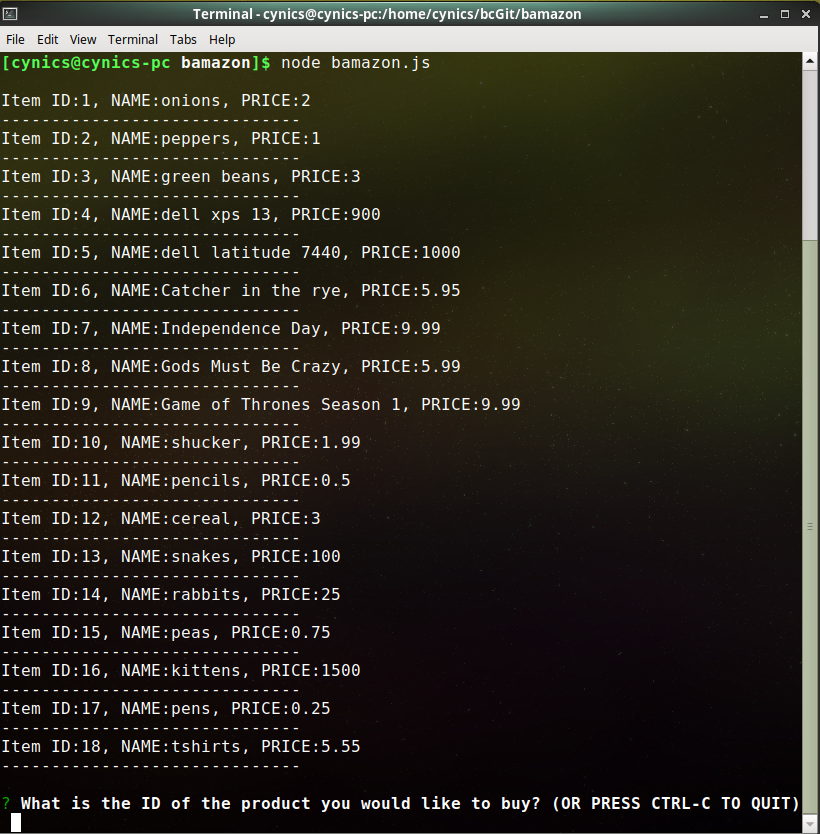 Terminal - cynics@cynics-pc:/home/cynics/bcGit/bamazon
File Edit View Terminal Tabs Help
[cynics@cynics-pc bamazon]$ node bamazon.js
Item ID:1, NAME:onions, PRICE:2
------------------------------
Item ID:2, NAME:peppers, PRICE:1
------------------------------
Item ID:3, NAME:green beans, PRICE:3
------------------------------
Item ID:4, NAME:dell xps 13, PRICE:900
------------------------------
Item ID:5, NAME:dell latitude 7440, PRICE:1000
------------------------------
Item ID:6, NAME:Catcher in the rye, PRICE:5.95
------------------------------
Item ID:7, NAME:Independence Day, PRICE:9.99
------------------------------
Item ID:8, NAME:Gods Must Be Crazy, PRICE:5.99
------------------------------
Item ID:9, NAME:Game of Thrones Season 1, PRICE:9.99
------------------------------
Item ID:10, NAME:shucker, PRICE:1.99
------------------------------
Item ID:11, NAME:pencils, PRICE:0.5
------------------------------
Item ID:12, NAME:cereal, PRICE:3
------------------------------
Item ID:13, NAME:snakes, PRICE:100
------------------------------
Item ID:14, NAME:rabbits, PRICE:25
------------------------------
Item ID:15, NAME:peas, PRICE:0.75
------------------------------
Item ID:16, NAME:kittens, PRICE:1500
------------------------------
Item ID:17, NAME:pens, PRICE:0.25
------------------------------
Item ID:18, NAME:tshirts, PRICE:5.55
------------------------------
? What is the ID of the product you would like to buy? (OR PRESS CTRL-C TO QUIT)